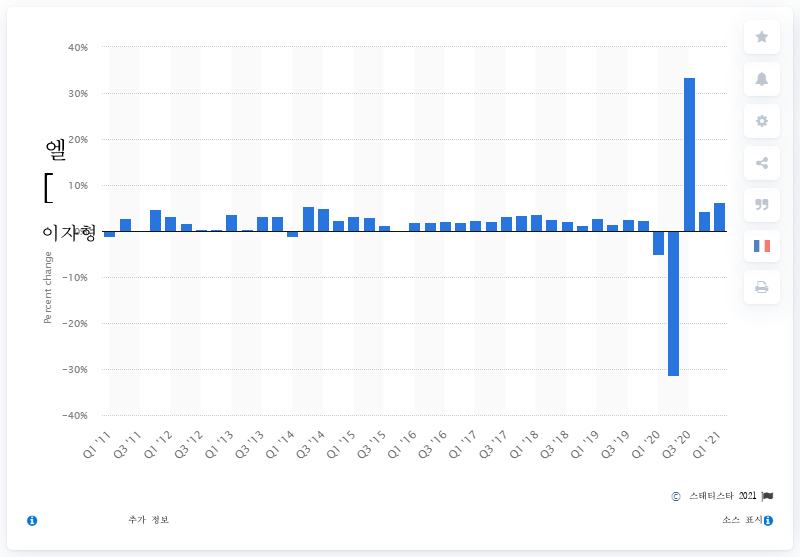 40%
30%
20%
엘
10%
[
이자형
Percent change
−10%
−20%
−30%
−40%
Q1 '11
Q3 '11
Q1 '12
Q3 '12
Q1 '13
Q3 '13
Q1 '14
Q3 '14
Q1 '15
Q3 '15
Q1 '16
Q3 '16
Q1 '17
Q3 '17
Q1 '18
Q3 '18
Q1 '19
Q3 '19
Q1 '20
Q3 '20
Q1 '21
© 스태티스타 2021
추가 정보
소스 표시